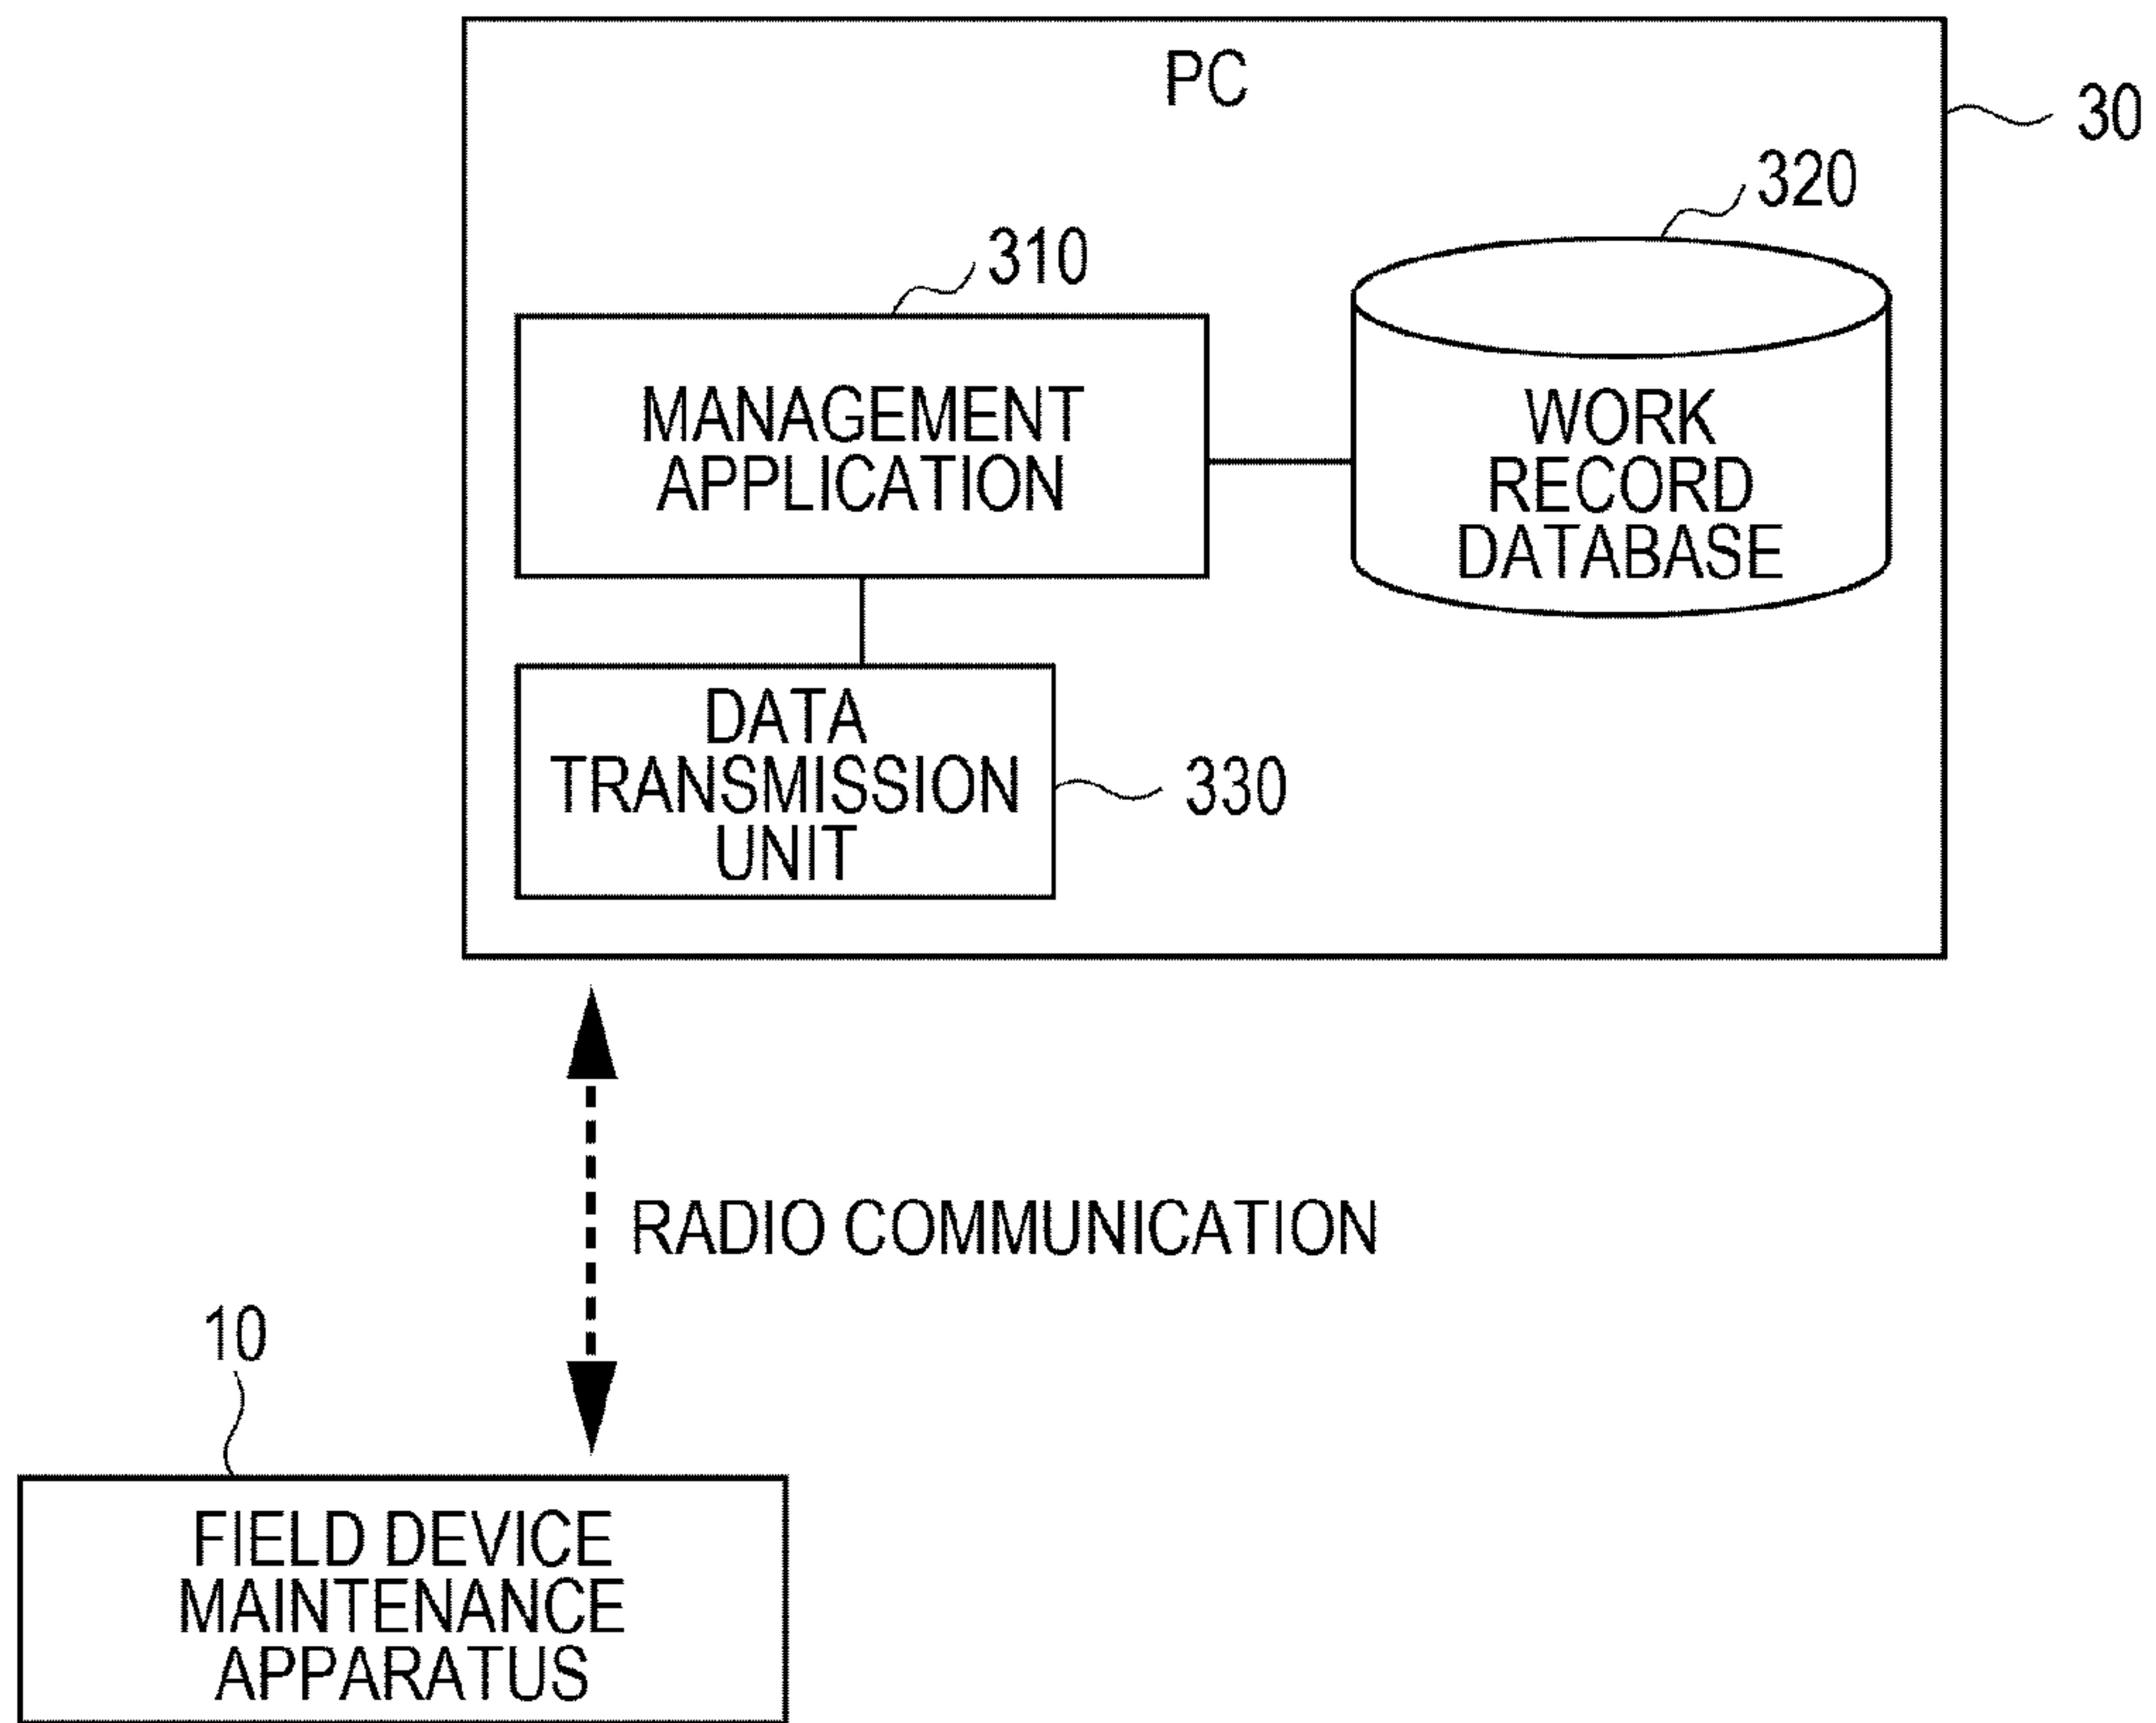 PC
30
320
310
MANAGEMENT
APPLICATION
WORK
RECORD
DATABASE
DATA
TRANSMISSION
UNIT
330
RADIO COMMUNICATION
10
FIELD DEVICE
MAINTENANCE
APPARATUS